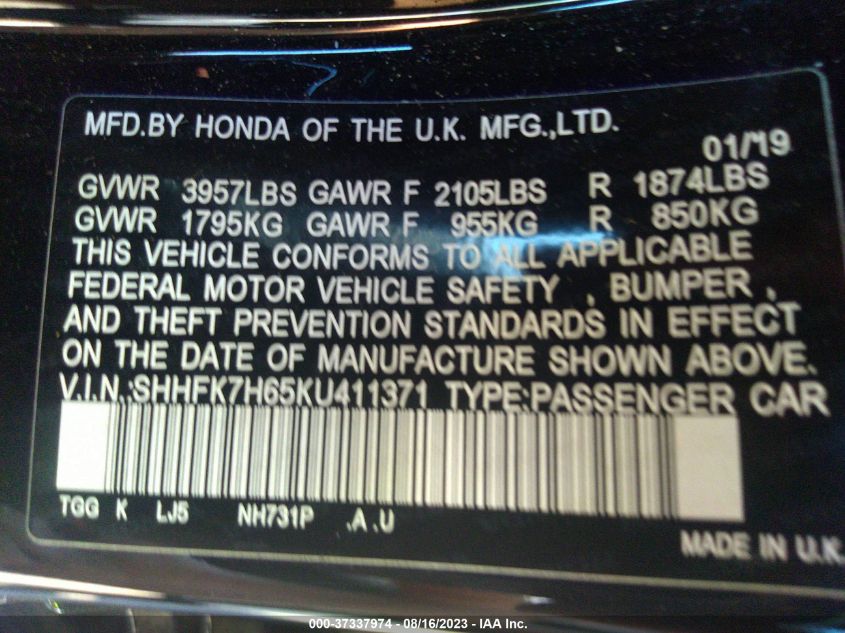 MFD.BY HONDA OF THE U.K. MFG.,LTD.
01/19
GVWR 3957LBS GAWR F 2105LBS R 1874LBS
GVWR 1795KG GAWR F 955KG R 850KG
THIS VEHICLE CONFORMS TO ALL APPLICABLE
FEDERAL MOTOR VEHICLE SAFETY , BUMPER ,
AND THEFT PREVENTION STANDARDS IN EFFECT
ON THE DATE OF MANUFACTURE SHOWN ABOVE.
V.I.N.:SHHFK7H65KU411371 TYPE:PASSENGER CAR
TGG K LJ5 NH731P .A.U
MADE IN U.K.
000-37337974 - 08/16/2023 - IAA Inc.